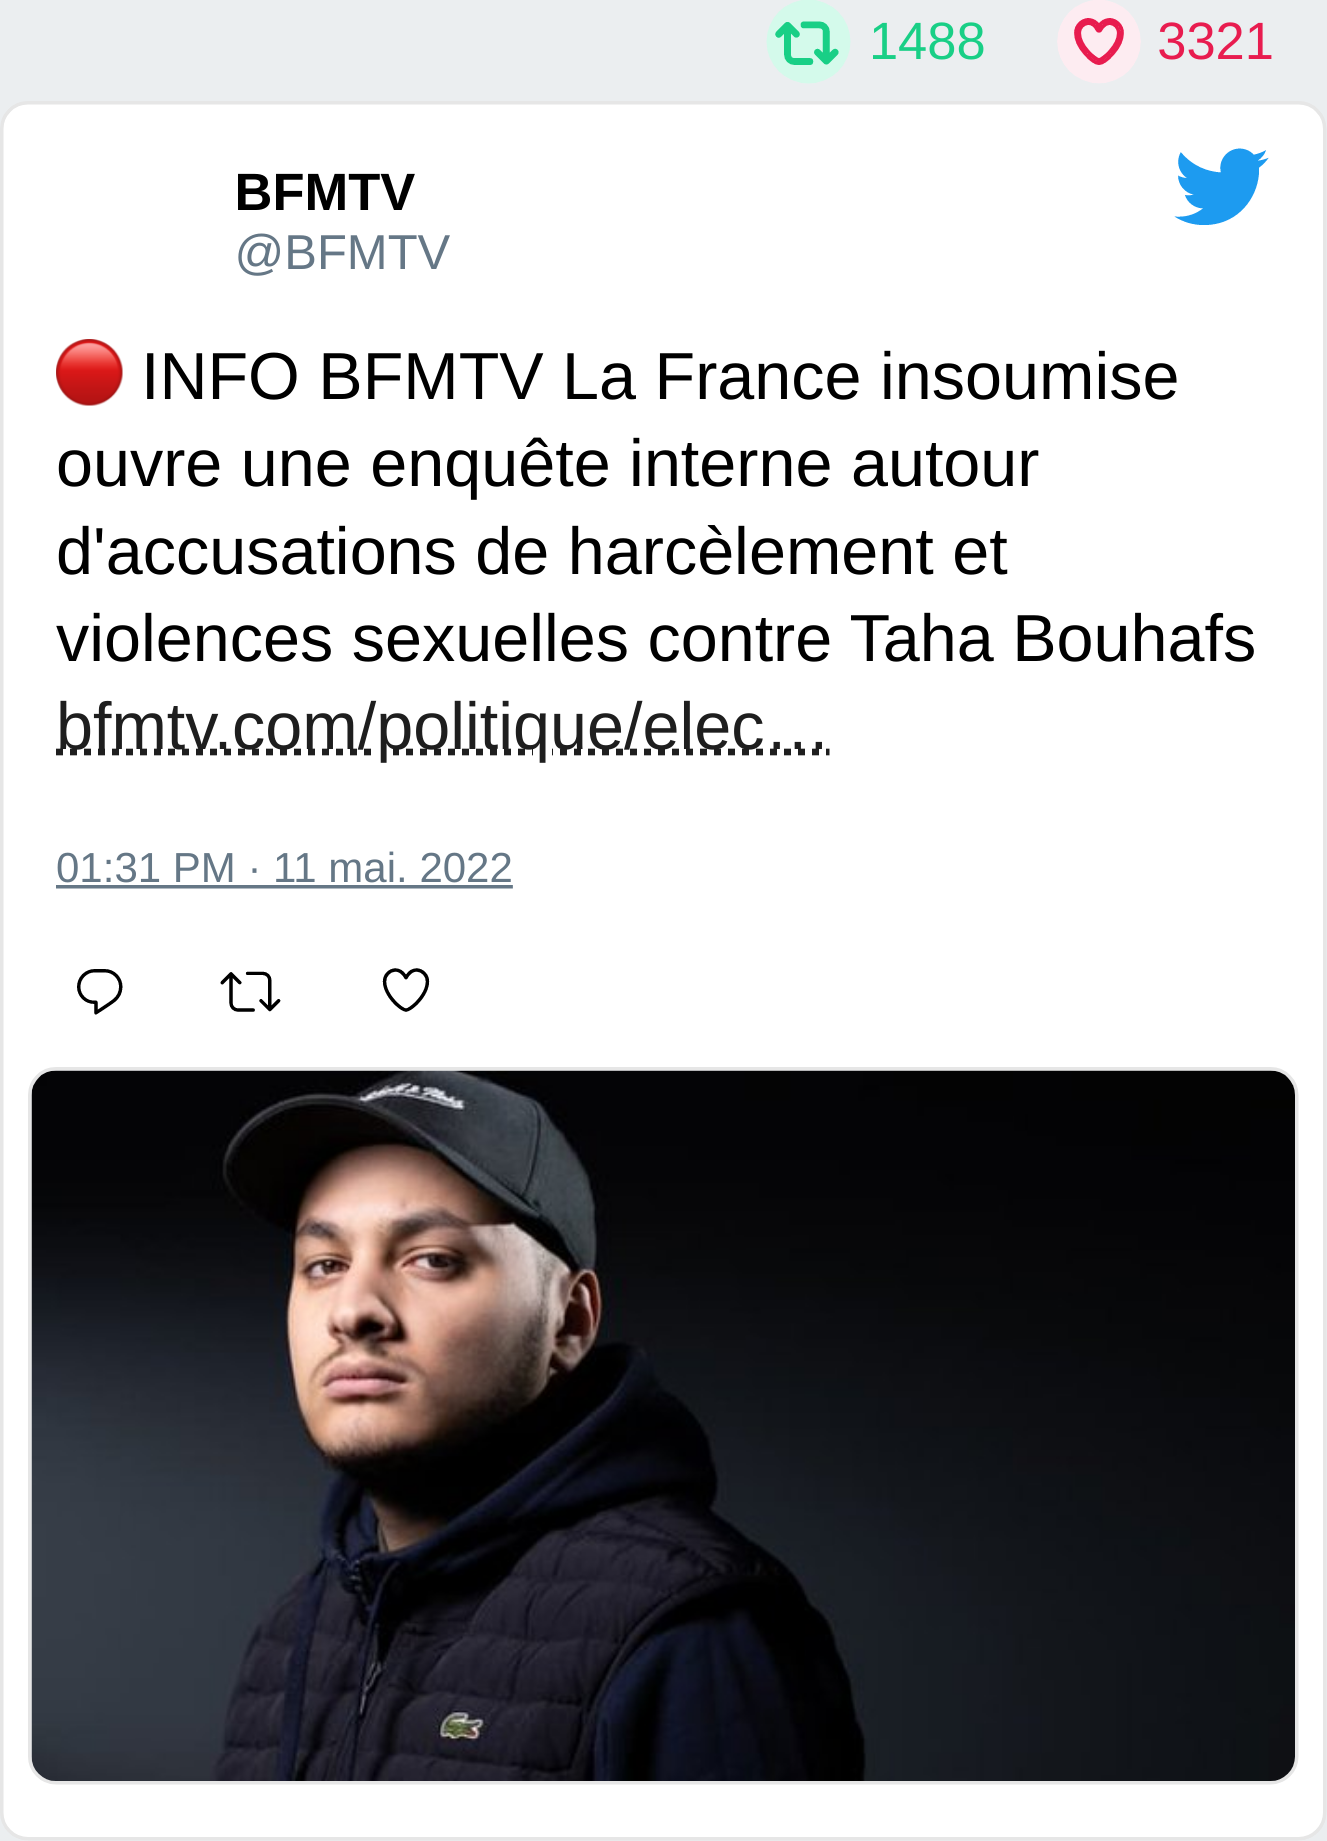 1488 3321
BFMTV
@BFMTV
🔴 INFO BFMTV La France insoumise
ouvre une enquête interne autour
d'accusations de harcèlement et
violences sexuelles contre Taha Bouhafs
bfmtv.com/politique/elec…
01:31 PM · 11 mai. 2022